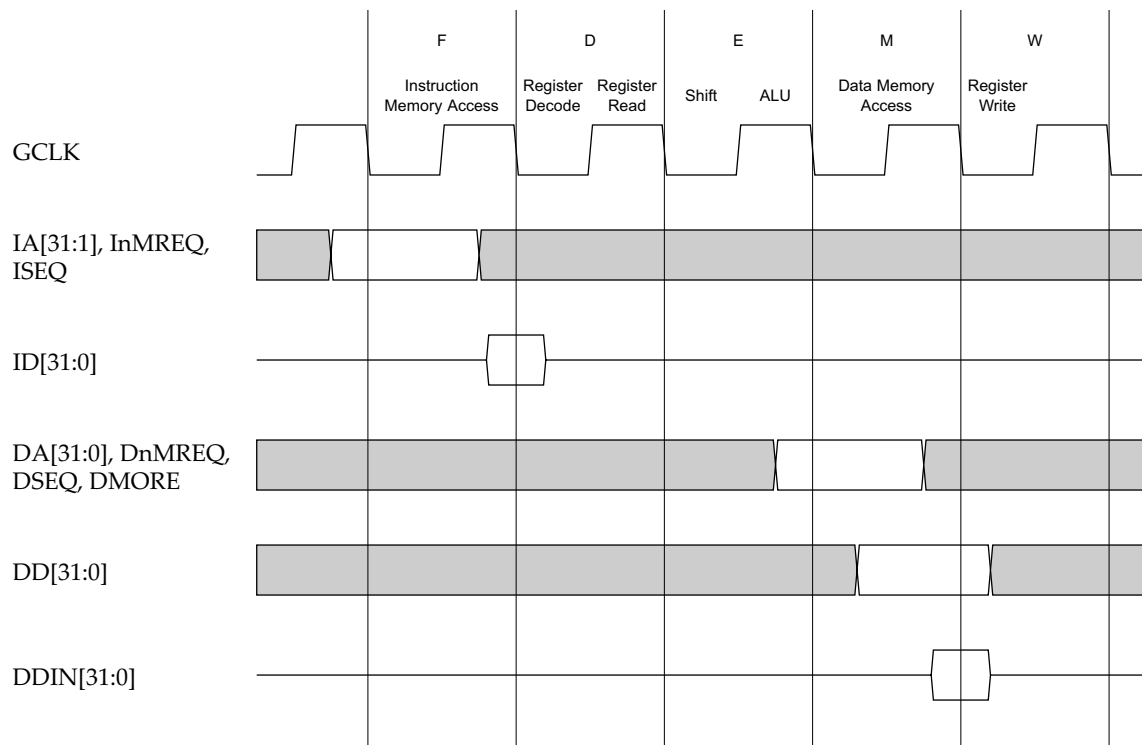 F D E M W
Instruction Register Register Shift ALU Data Memory Register
Memory Access Decode Read Access Write
GCLK
IA[31:1], InMREQ,
ISEQ
ID[31:0]
DA[31:0], DnMREQ,
DSEQ, DMORE
DD[31:0]
DDIN[31:0]